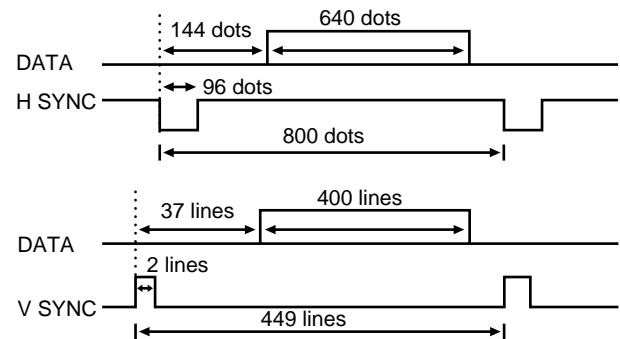 640 dots
144 dots
DATA
96 dots
H SYNC
800 dots
400 lines
37 lines
DATA
2 lines
V SYNC
449 lines